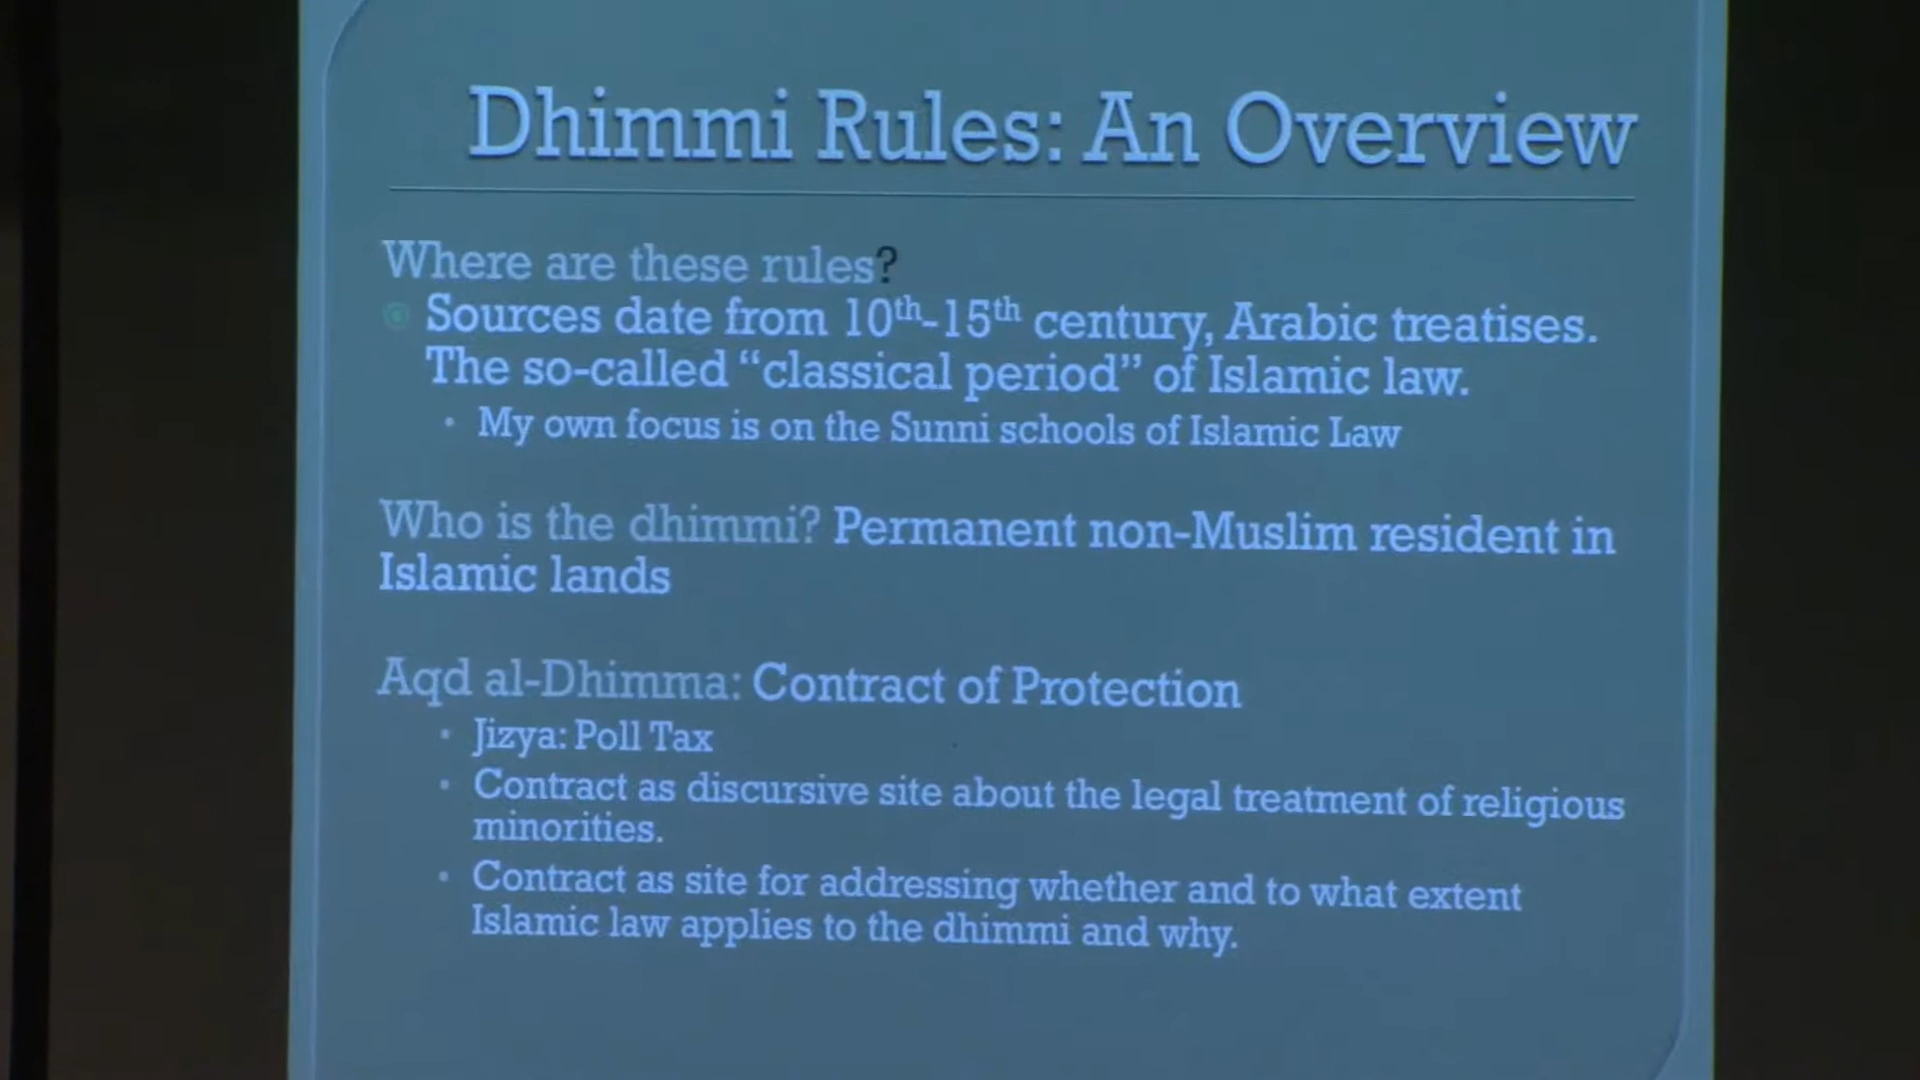 Dhimmi Rules: An Overview
Where are these rules?
Sources date from 10th-15th century, Arabic treatises.
The so-called “classical period” of Islamic law.
• My own focus is on the Sunni schools of Islamic Law
Who is the dhimmi? Permanent non-Muslim resident in
Islamic lands
Aqd al-Dhimma: Contract of Protection
• Jizya: Poll Tax
• Contract as discursive site about the legal treatment of religious
minorities.
• Contract as site for addressing whether and to what extent
Islamic law applies to the dhimmi and why.